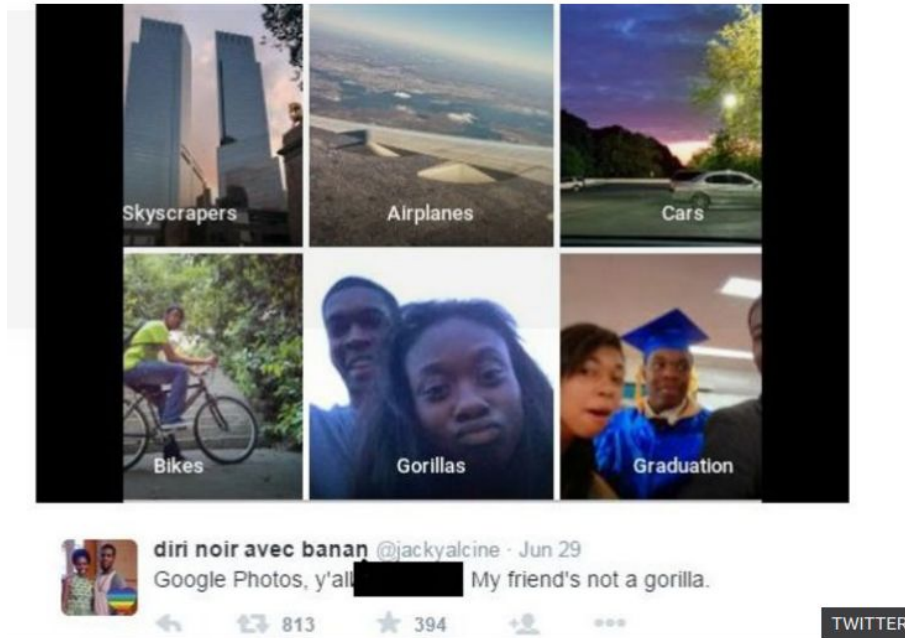 Skyscrapers
Airplanes
Cars
Bikes
Gorillas
Graduation
diri noir avec banan @jackyalcine · Jun 29
Google Photos, y'all My friend's not a gorilla.
813 394
TWITTER